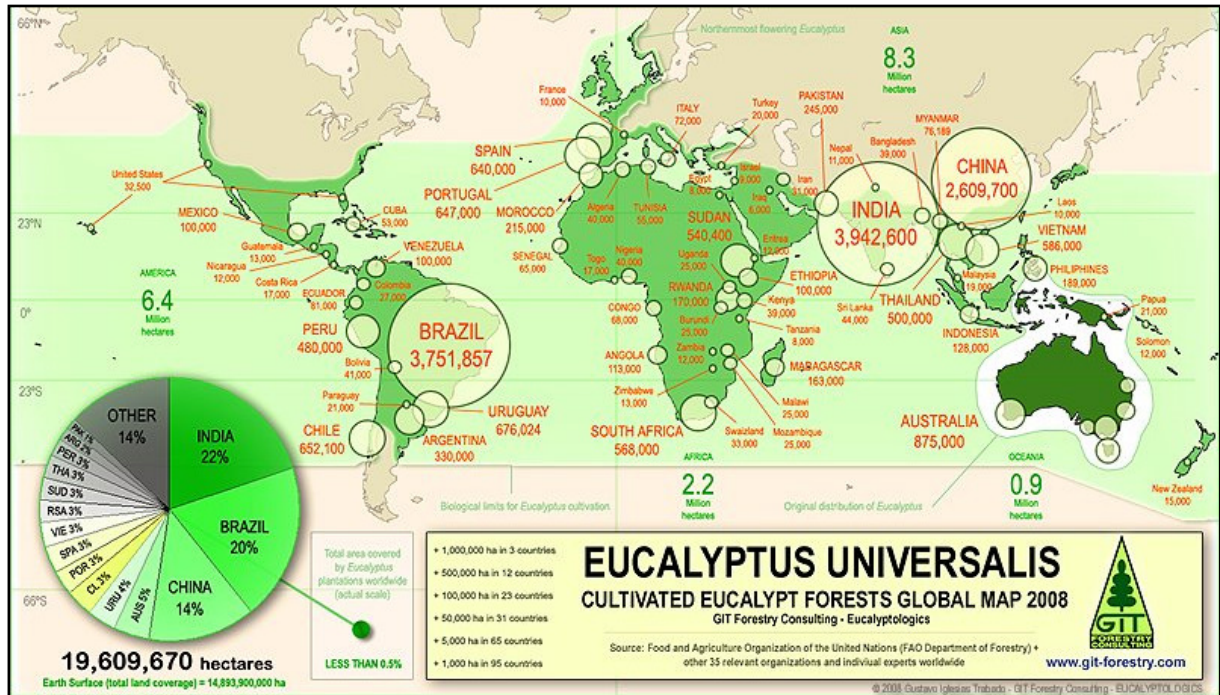 66°N
Northernmost flowering Eucalyptus
ASIA
8.3
Million
hectares
France
10,000
ITALY
72,000
Turkey
20,000
PAKISTAN
245,000
MYANMAR
76,189
Bangladesh
39,000
Nepal
11,000
SPAIN
640,000
CHINA
2,609,700
United States
32,500
PORTUGAL
647,000
Egypt
8,000
Israel
9,000
Iran
31,000
Iraq
6,000
INDIA
3,942,600
Laos
10,000
23°N
MEXICO
100,000
CUBA
53,000
MOROCCO
215,000
Algeria
40,000
TUNISIA
55,000
SUDAN
540,400
VIETNAM
586,000
Guatemala
13,000
VENEZUELA
100,000
SENEGAL
65,000
Nigeria
40,000
Togo
17,000
Uganda
25,000
Eritrea
12,000
Nicaragua
12,000
Costa Rica
17,000
AMERICA
6.4
Million
hectares
ECUADOR
81,000
Colombia
27,000
ETHIOPIA
100,000
Malaysia
19,000
PHILIPHINES
189,000
RWANDA
170,000
Kenya
39,000
Sri Lanka
44,000
THAILAND
500,000
0°
CONGO
68,000
Burundi
25,000
Tanzania
8,000
INDONESIA
128,000
Papua
21,000
Solomon
12,000
PERU
480,000
BRAZIL
3,751,857
Bolivia
41,000
ANGOLA
113,000
Zambia
12,000
MADAGASCAR
163,000
23°S
Paraguay
21,000
Zimbabwe
13,000
Malawi
25,000
CHILE
652,100
URUGUAY
676,024
ARGENTINA
330,000
SOUTH AFRICA
568,000
Swaizland
33,000
Mozambique
25,000
AUSTRALIA
875,000
AFRICA
2.2
Million
hectares
OCEANIA
0.9
Million
hectares
New Zealand
15,000
Biological limits for Eucalyptus cultivation
Original distribution of Eucalyptus
OTHER
14%
INDIA
22%
PAK 1%
ARG 2%
PER 3%
THA 3%
SUD 3%
RSA 3%
VIE 3%
SPA 3%
POR 3%
CL 3%
URU 4%
AUS 5%
CHINA
14%
BRAZIL
20%
66°S
19,609,670 hectares
Earth Surface (total land coverage) = 14,893,900,000 ha
Total area covered
by Eucalyptus
plantations worldwide
(actual scale)
LESS THAN 0.5%
+ 1,000,000 ha in 3 countries
+ 500,000 ha in 12 countries
+ 100,000 ha in 23 countries
+ 50,000 ha in 31 countries
+ 5,000 ha in 65 countries
+ 1,000 ha in 95 countries
EUCALYPTUS UNIVERSALIS
CULTIVATED EUCALYPT FORESTS GLOBAL MAP 2008
GIT Forestry Consulting - Eucalyptologics
Source: Food and Agriculture Organization of the United Nations (FAO Department of Forestry) +
other 35 relevant organizations and indiviual experts worldwide
GIT
FORESTRY
CONSULTING
www.git-forestry.com
© 2008 Gustavo Iglesias Trabado - GIT Forestry Consulting - EUCALYPTOLOGICS